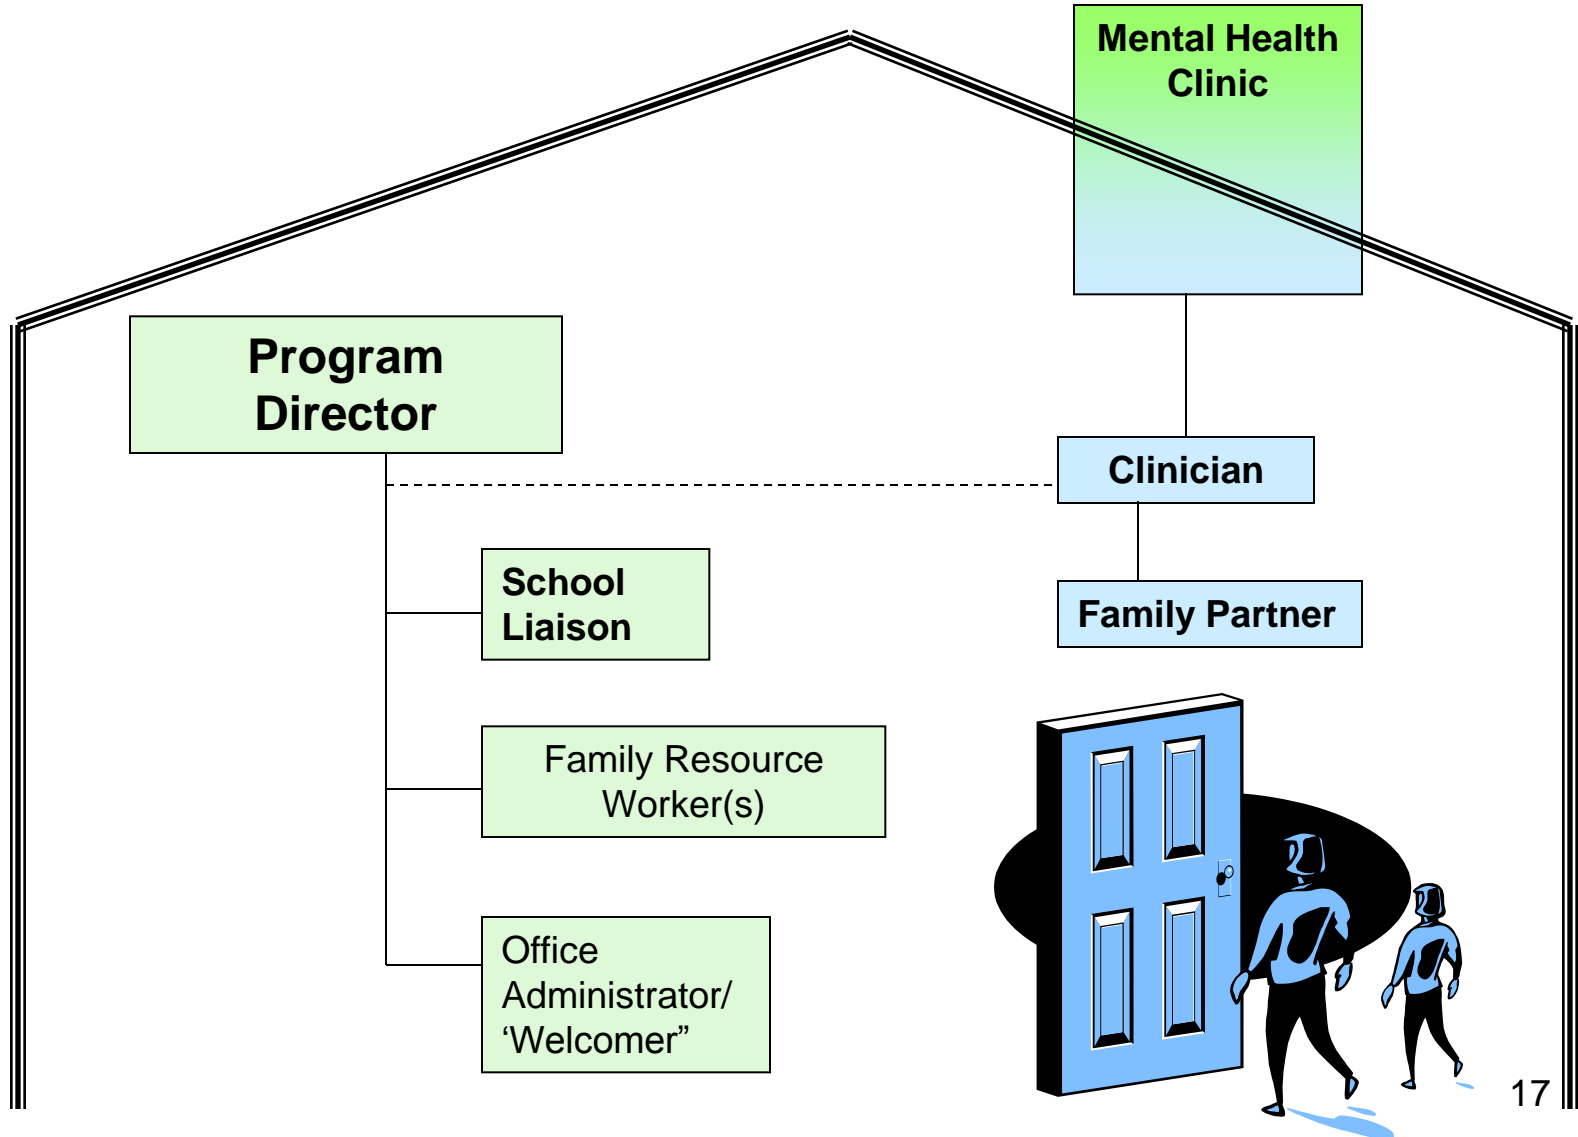 Mental Health
Clinic
Program
Director
Clinician
School
Liaison
Family Partner
Family Resource
Worker(s)
Office
Administrator/
‘Welcomer”
17